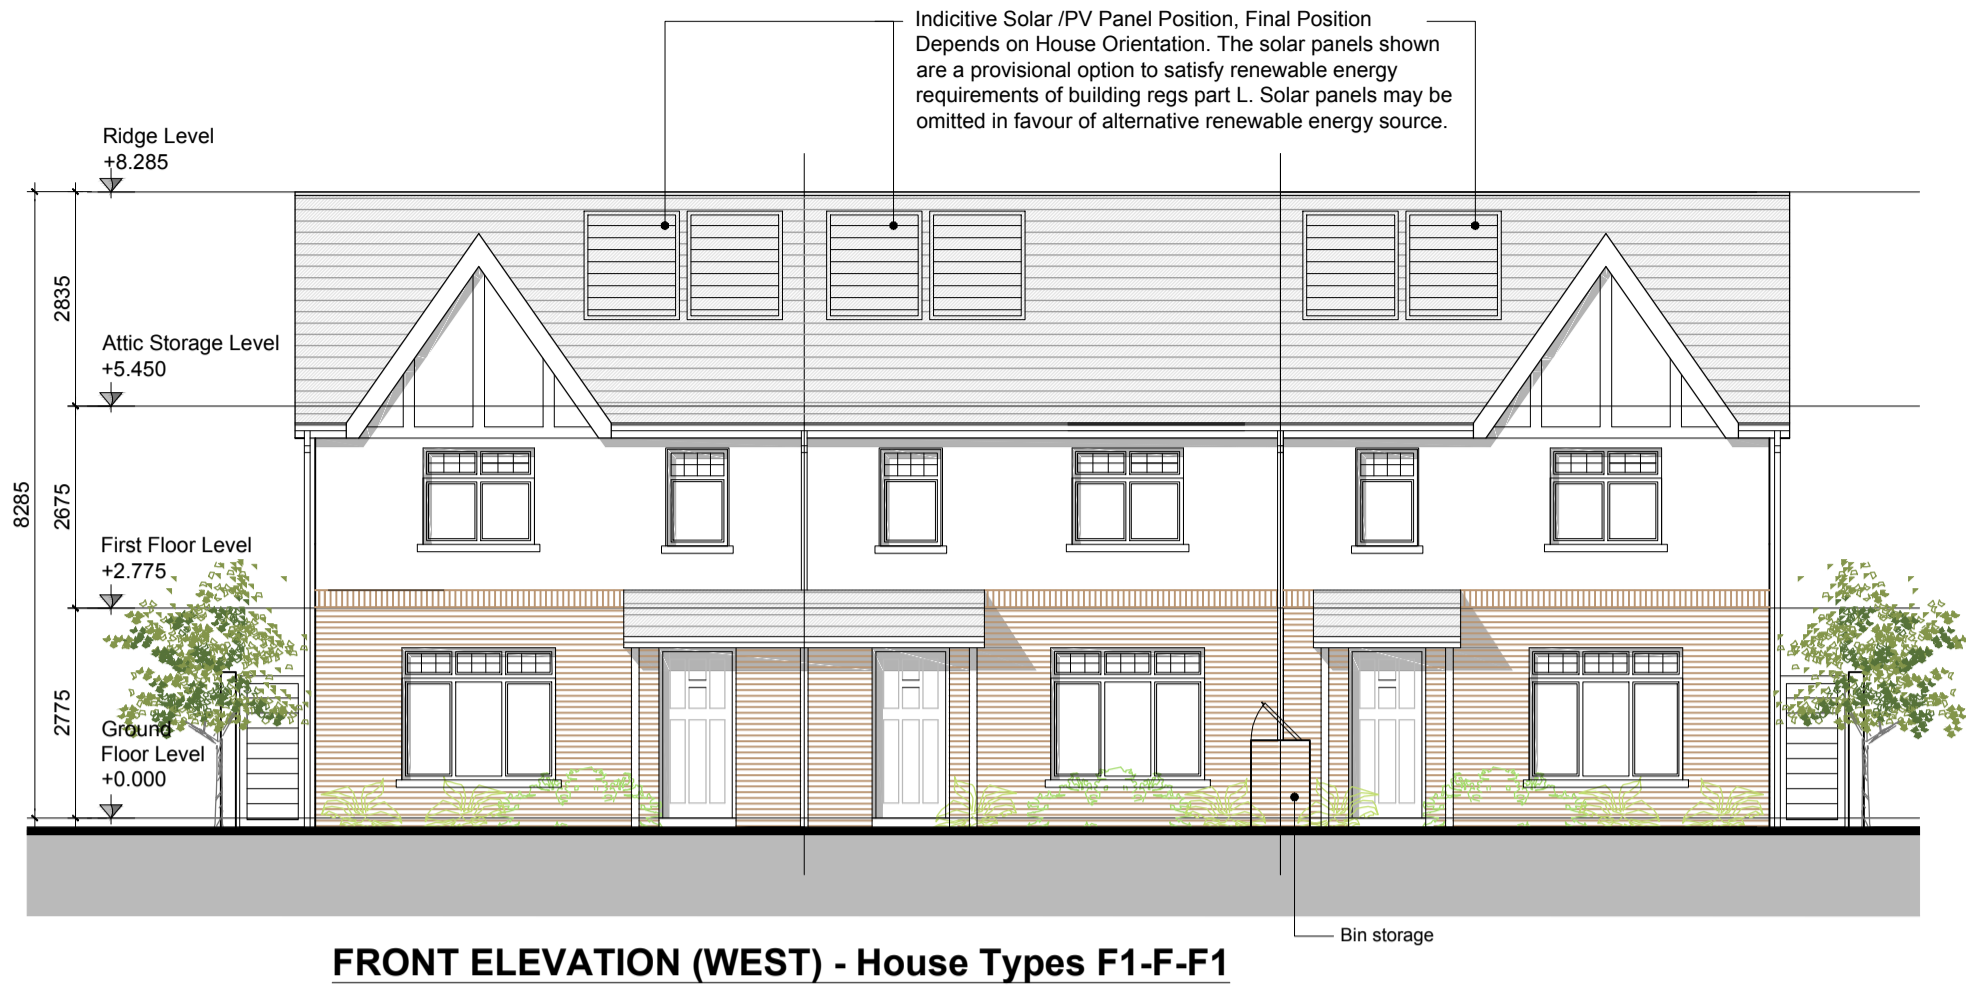 Indicitive Solar /PV Panel Position, Final Position
Depends on House Orientation. The solar panels shown
are a provisional option to satisfy renewable energy
requirements of building regs part L. Solar panels may be
omitted in favour of alternative renewable energy source.
Ridge Level
+8.285
2835
Attic Storage Level
+5.450
8285
2675
First Floor Level
+2.775
2775
Ground
Floor Level
+0.000
Bin storage
FRONT ELEVATION (WEST) - House Types F1-F-F1